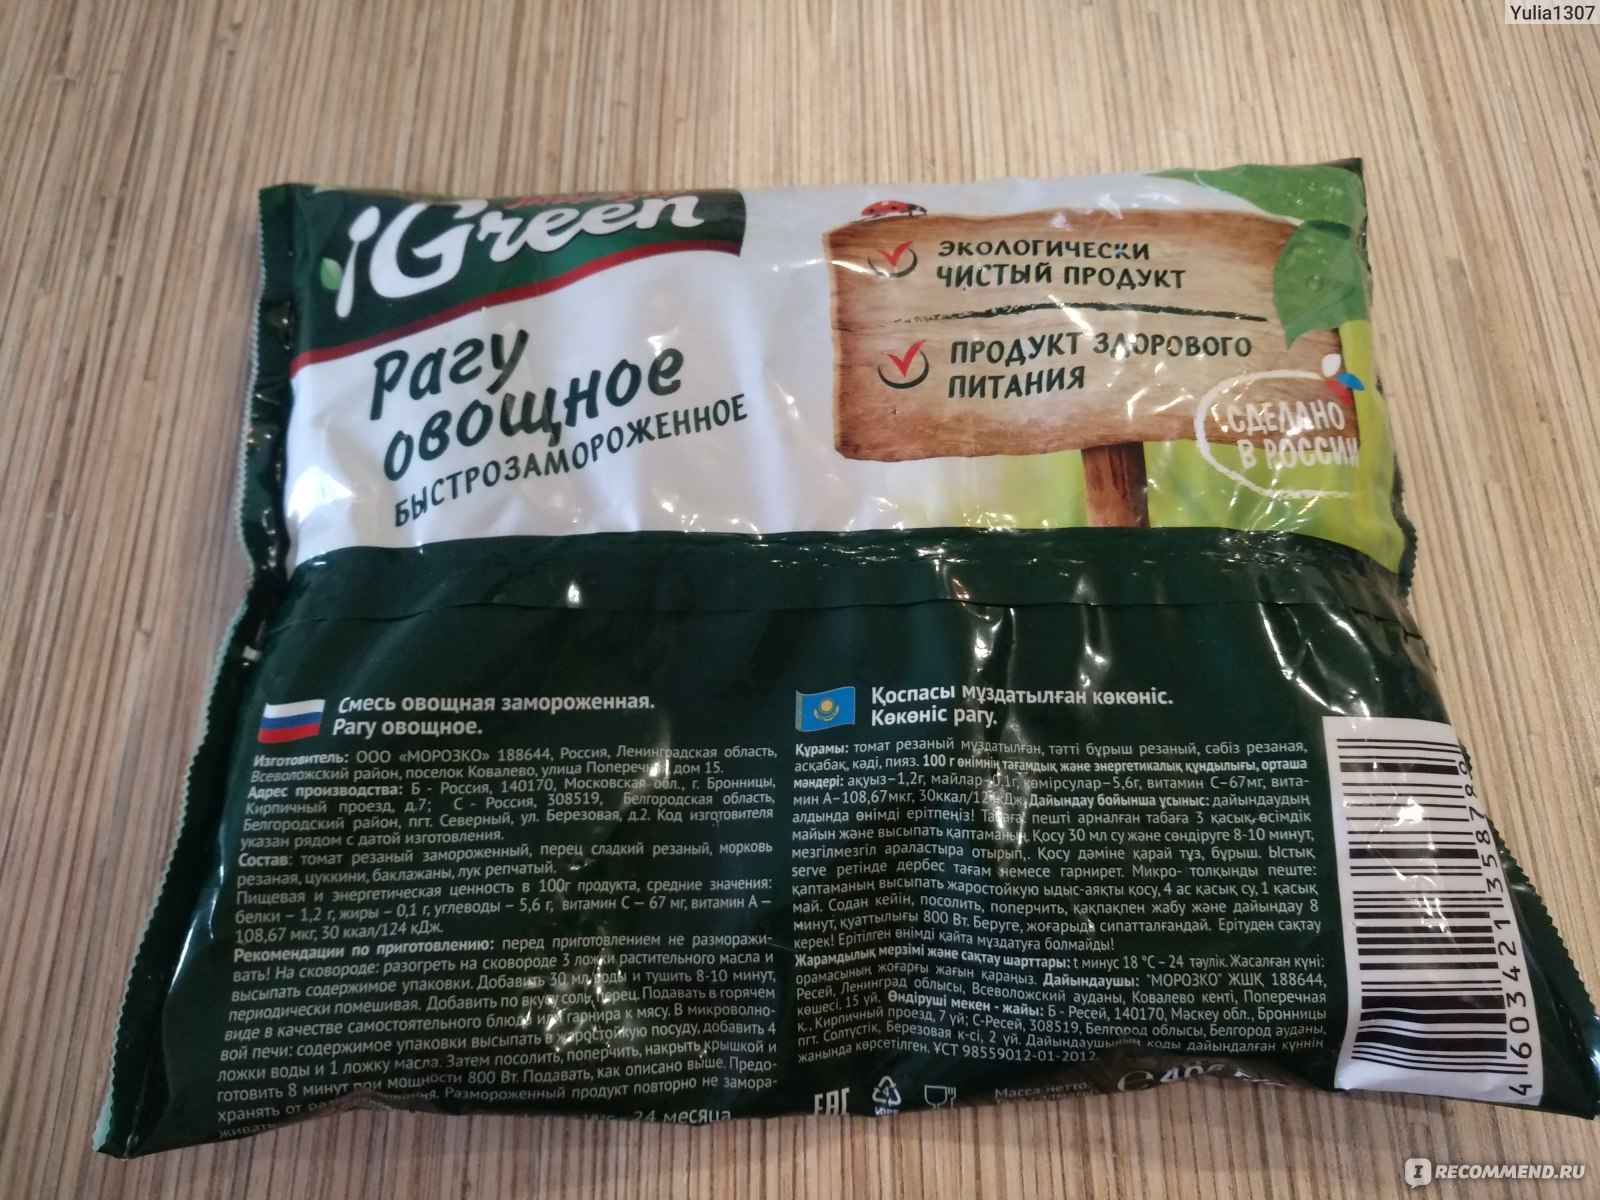 Yulia1307
Green
Рагу
овощное
БЫСТРОЗАМОРОЖЕННОЕ
ЭКОЛОГИЧЕСКИ
ЧИСТЫЙ ПРОДУКТ
ПРОДУКТ ЗДОРОВОГО
ПИТАНИЯ
СДЕЛАНО
В РОССИИ
Смесь овощная замороженная.
Рагу овощное.
Изготовитель: ООО «МОРОЗКО» 188644, Россия, Ленинградская область,
Всеволожский район, поселок Ковалево, улица Поперечная дом 15.
Адрес производства: Б - Россия, 140170, Московская обл., г. Бронницы,
Кирпичный проезд, д.7; С - Россия, 308519, Белгородская область,
Белгородский район, пгт. Северный, ул. Березовая, д.2. Код изготовителя
указан рядом с датой изготовления.
Состав: томат резаный замороженный, перец сладкий резаный, морковь
резаная, цуккини, баклажаны, лук репчатый.
Пищевая и энергетическая ценность в 100г продукта, средние значения:
белки – 1,2 г, жиры – 0,1 г, углеводы – 5,6 г, витамин С – 67 мг, витамин А –
108,67 мкг, 30 ккал/124 кДж.
Рекомендации по приготовлению: перед приготовлением не заморажи-
вать! На сковороде: разогреть на сковороде 3 ложки растительного масла и
высыпать содержимое упаковки. Добавить 30 мл воды и тушить 8-10 минут,
периодически помешивая. Добавить по вкусу соль, перец. Подавать в горячем
виде в качестве самостоятельного блюда или гарнира к мясу. В микроволно-
вой печи: содержимое упаковки высыпать в жаростойкую посуду, добавить 4
ложки воды и 1 ложку масла. Затем посолить, поперчить, накрыть крышкой и
готовить 8 минут при мощности 800 Вт. Подавать, как описано выше. Предо-
хранять от Размороженный продукт повторно не замора-
живать
24 месяца
Қоспасы мұздатылған көкөніс.
Көкөніс рагу.
Құрамы: томат резаный мұздатылған, тәтті бұрыш резаный, сәбіз резаная,
асқабақ, кәді, пияз. 100 г өнімнің тағамдық және энергетикалық құндылығы, орташа
мәндері: ақуыз–1,2г, майлар–0,1г, көмірсулар–5,6г, витамин С–67мг, вита-
мин А–108,67мкг, 30ккал/124кДж. Дайындау бойынша ұсыныс: дайындаудың
алдында өнімді ерітпеңіз! Табаға пешті арналған табаға 3 қасық өсімдік
майын және высыпать қаптаманың. Қосу 30 мл су және сөндіруге 8-10 минут,
мезгілмезгіл араластыра отырып,. Қосу дәміне қарай тұз, бұрыш. Ыстық
serve ретінде дербес тағам немесе гарнирет. Микро- толқынды пеште:
қаптаманың высыпать жаростойкую ыдыс-аяқты қосу, 4 ас қасық су, 1 қасық
май. Содан кейін, посолить, поперчить, қақпақпен жабу және дайындау 8
минут, қуаттылығы 800 Вт. Беруге, жоғарыда сипатталғандай. Ерітуден сақтау
керек! Ерітілген өнімді қайта мұздатуға болмайды!
Жарамдылық мерзімі және сақтау шарттары: t минус 18 °С – 24 тәулік. Жасалған күні:
орамасының жоғарғы жағын қараңыз. Дайындаушы: "МОРОЗКО" ЖШҚ 188644,
Ресей, Ленинград облысы, Всеволожский ауданы, Ковалево кенті, Поперечная
көшесі, 15 үй. Өндіруші мекен - жайы: Б - Ресей, 140170, Мәскеу обл., Бронницы
қ., Кирпичный проезд, 7 үй; С-Ресей, 308519, Белгород облысы, Белгород ауданы,
пгт. Солтүстік, Березовая к-сі, 2 үй. Дайындаушының коды дайындалған күннін
жанында көрсетілген. ҰСТ 98559012-01-2012
EAC
4
Масса нетто:
4 603421 358789
IRECOMMEND.RU